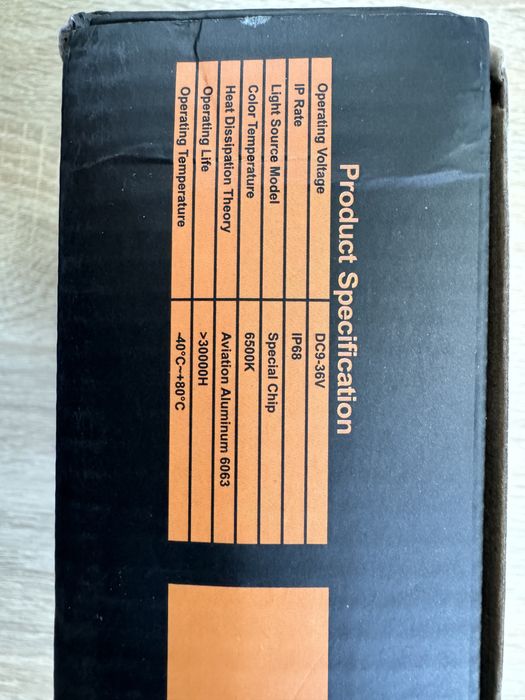 Product Specification
Operating Voltage DC9-36V
IP Rate IP68
Light Source Model Special Chip
Color Temperature 6500K
Heat Dissipation Theory Aviation Aluminum 6063
Operating Life >30000H
Operating Temperature -40°C~+80°C